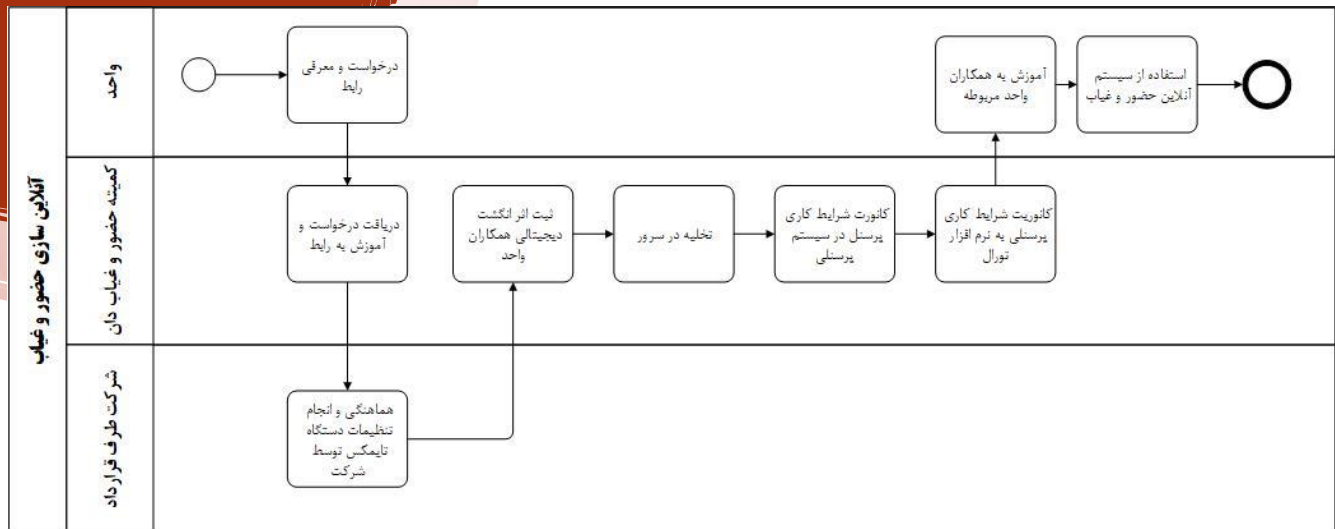 آنلاین سازی حضور و غیاب
واحد
درخواست و معرفی
رابط
آموزش به همکاران
واحد مربوطه
استفاده از سیستم
آنلاین حضور و غیاب
کمیته حضور و غیاب دان
دریافت درخواست و
آموزش به رابط
ثبت اثر انگشت
دیجیتالی همکاران
واحد
تخلیه در سرور
کانورت شرایط کاری
پرسنل در سیستم
پرسنلی
کانوریت شرایط کاری
پرسنلی به نرم افزار
نورال
شرکت طرف قرارداد
هماهنگی و انجام
تنظیمات دستگاه
تایمکس توسط
شرکت